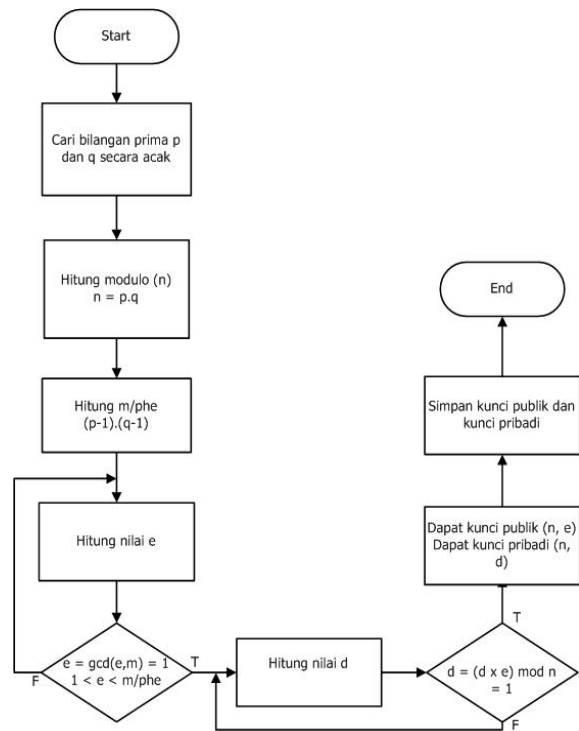 Start
Cari bilangan prima p
dan q secara acak
Hitung modulo (n)
n = p.q
Hitung m/phe
(p-1).(q-1)
Hitung nilai e
e = gcd(e,m) = 1
1 < e < m/phe
F
T
Hitung nilai d
d = (d x e) mod n
= 1
F
T
Dapat kunci publik (n, e)
Dapat kunci pribadi (n,
d)
Simpan kunci publik dan
kunci pribadi
End